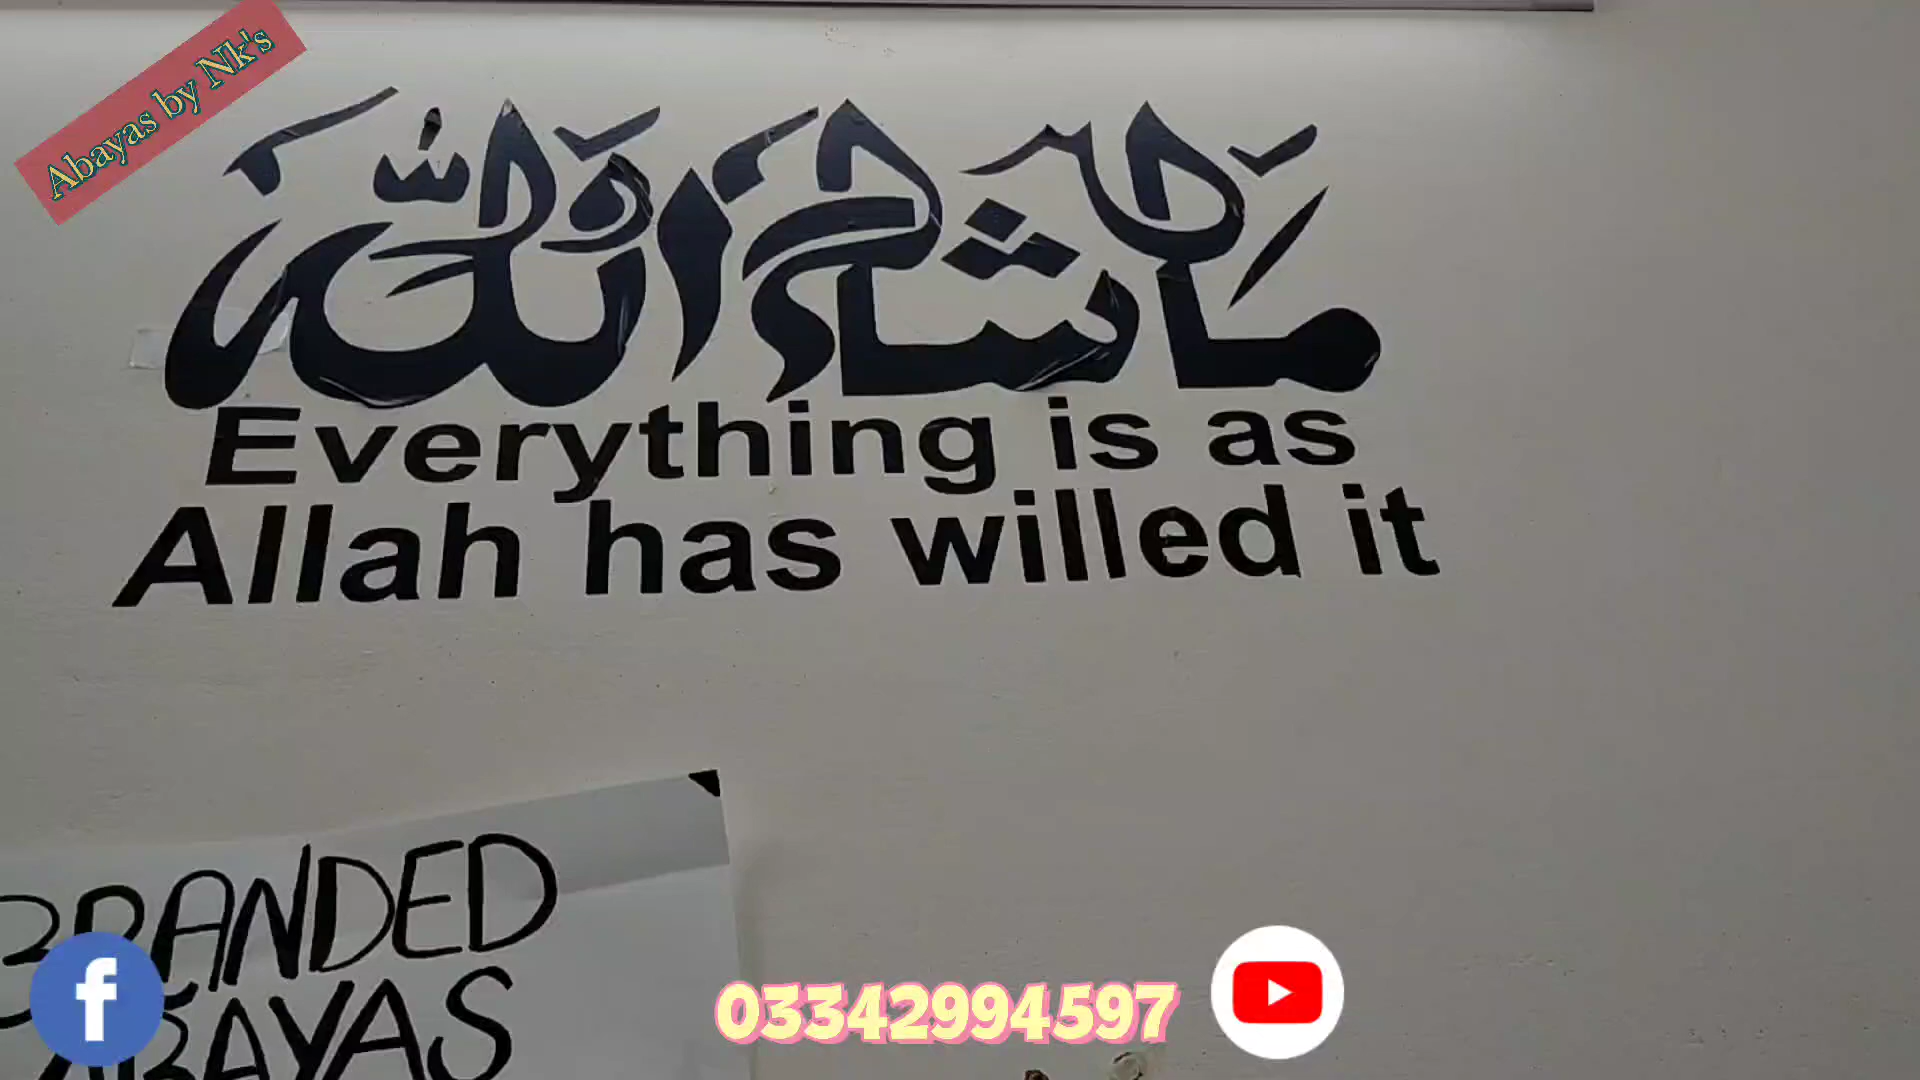 Abayas by Nk's
ما شاء الله
Everything is as
Allah has willed it
BRANDED
ABAYAS
03342994597